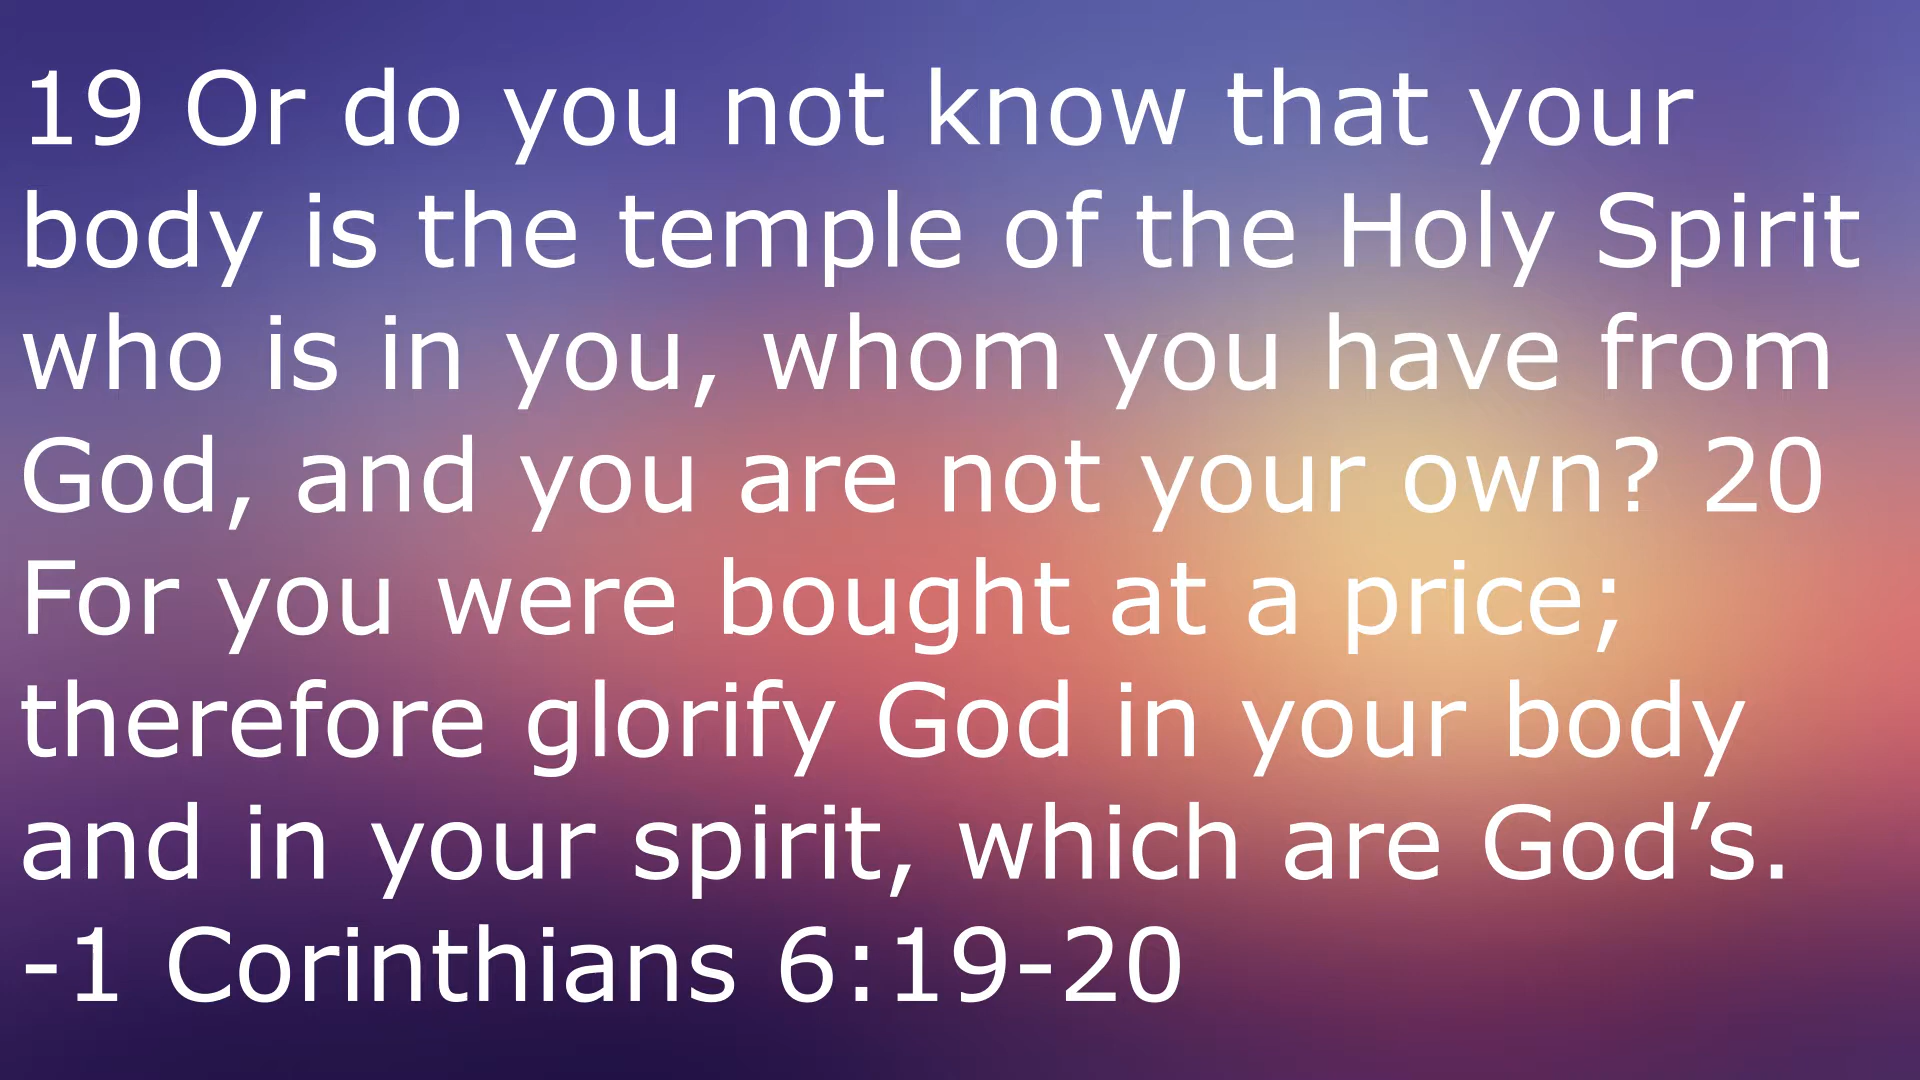 19 Or do you not know that your
body is the temple of the Holy Spirit
who is in you, whom you have from
God, and you are not your own? 20
For you were bought at a price;
therefore glorify God in your body
and in your spirit, which are God’s.
-1 Corinthians 6:19-20